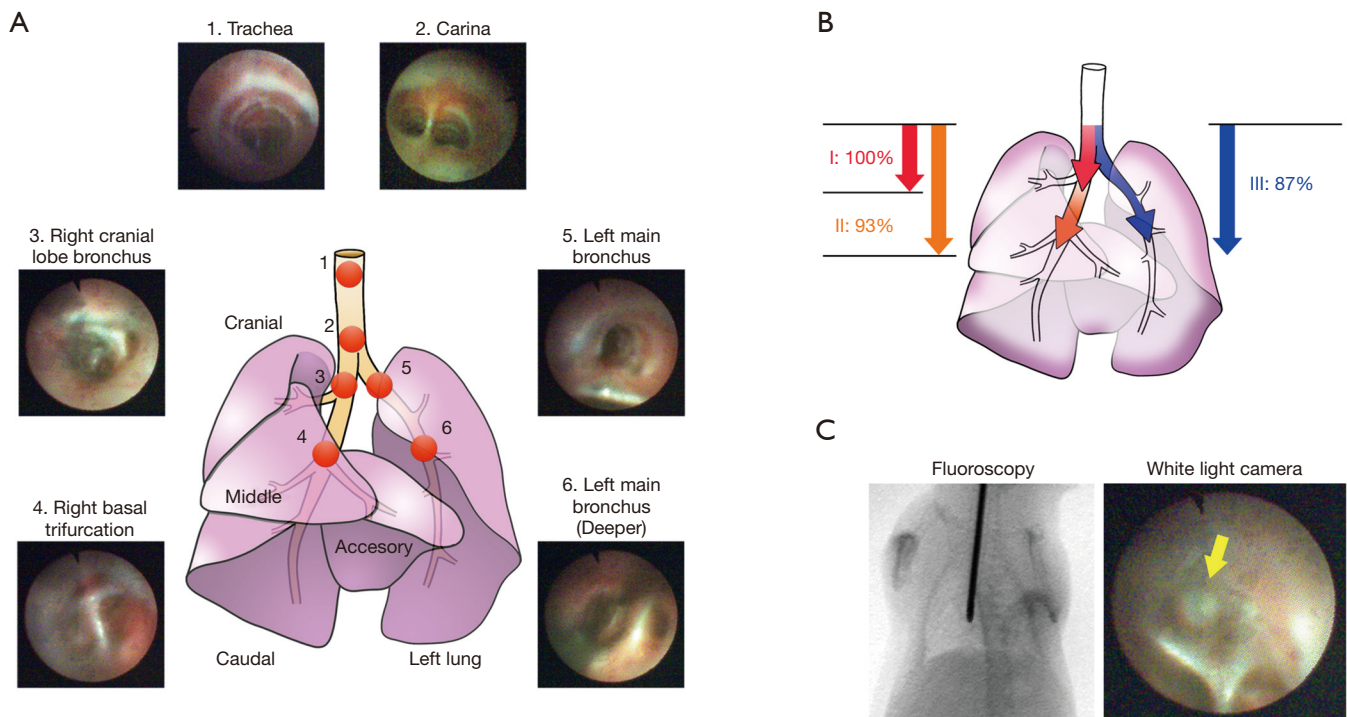 A
1. Trachea
2. Carina
3. Right cranial
lobe bronchus
5. Left main
bronchus
1
2
Cranial
3
5
4
6
Middle
Accesory
4. Right basal
trifurcation
6. Left main
bronchus
(Deeper)
Caudal
Left lung
B
I: 100%
II: 93%
III: 87%
C
Fluoroscopy
White light camera